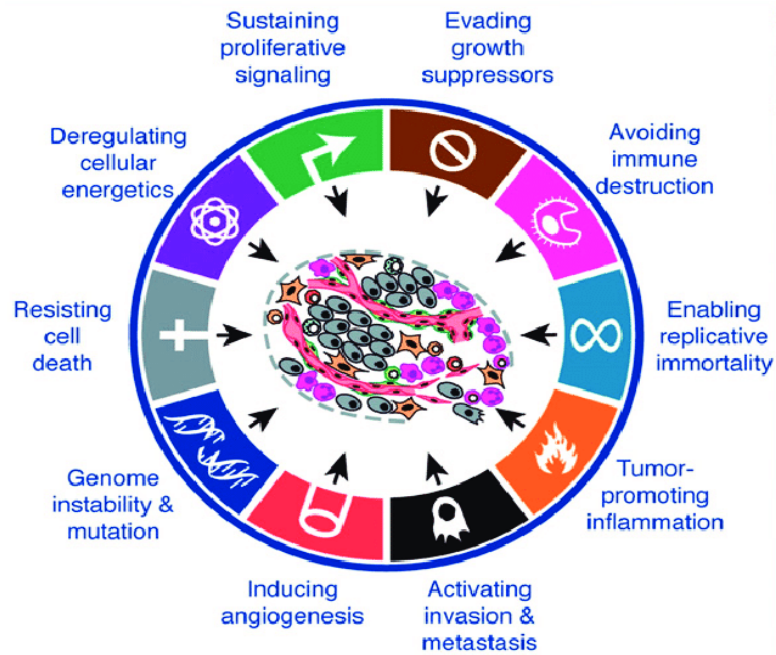 Sustaining
proliferative
signaling
Evading
growth
suppressors
Avoiding
immune
destruction
Enabling
replicative
immortality
Tumor-
promoting
inflammation
Activating
invasion &
metastasis
Inducing
angiogenesis
Genome
instability &
mutation
Resisting
cell
death
Deregulating
cellular
energetics